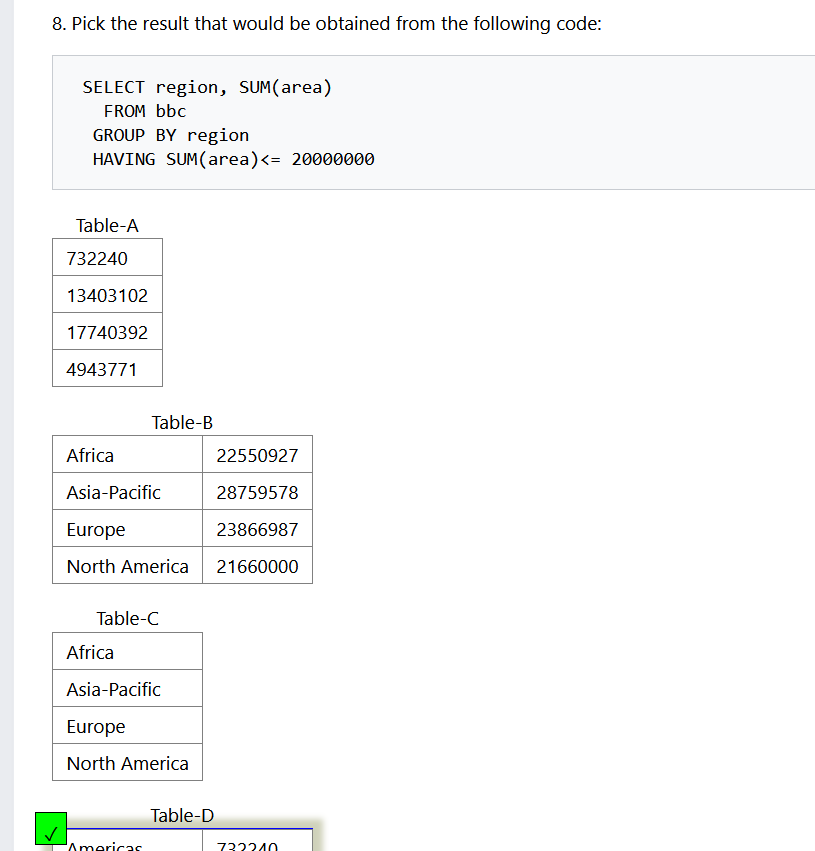 8. Pick the result that would be obtained from the following code:
SELECT region, SUM(area)
FROM bbc
GROUP BY region
HAVING SUM(area)<= 20000000
Table-A
732240
13403102
17740392
4943771
Table-B
Africa 22550927
Asia-Pacific 28759578
Europe 23866987
North America 21660000
Table-C
Africa
Asia-Pacific
Europe
North America
Table-D
✓
Americas 732240